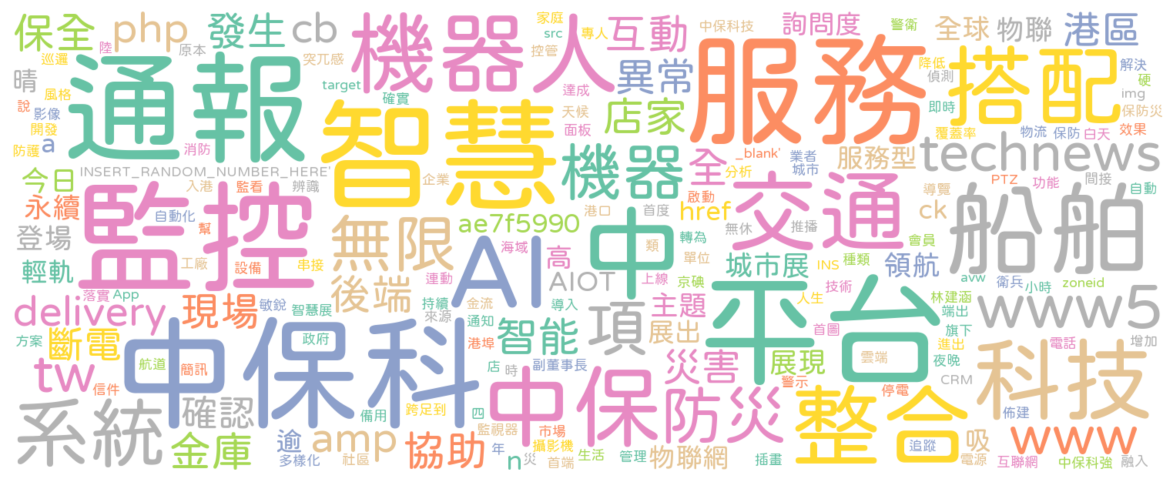 保全 php 發生 cb 機器人 互動 家庭 src 專人 控管 中保科技 詢問度 警衛 全球 物聯 港區
巡邏 陸 原本 突兀感 target 確實 達成 天候 面板 異常 服務 搭配 降低 偵測 即時 解決 硬 img 保防災
晴 風格 說 影像 開發 a 防護 通報 消防 智慧 企業 店家 _blank' 業者 城市 覆蓋率 物流 保防 白天 效果
INSERT_RANDOM_NUMBER_HERE' 機器 全 分析 服務型 technews
今日 永續 入港 監看 辨識 自動化 幫 ae7f5990 港口 首度 啟動 href 無休 推播 導覽 ck PTZ 功能 間接 自動
登場 監控 無限 AI 海域 高 中 類 轉為 單位 交通 會員 船舶
輕軌 工廠 設備 串接 後端 連動 AIOT 上線 京碘 城市展 INS 種類 領航 avw 衛兵 小時 zoneid
delivery 落實 App 現場 敏銳 智慧展 持續 來源 金流 通知 導入 主題 人生 技術 林建涵 端出 www5
方案 斷電 航道 簡訊 政府 中保科 港埠 智能 項 展出 首圖 平台 旗下 進出 電話 增加
tw 信件 店 時 副董事長 災害 展現 雲端 夜晚 警示 停電 CRM 科技
系統 確認 備用 跨足到 四 中保 防災 整合 佈建
金庫 逾 多樣化 amp 社區 協助 監視器 年 n 災 市場 攝影機 首端 生活 管理 物聯網 插畫 追蹤 吸 電源 www 互聯網 中保科強 融入